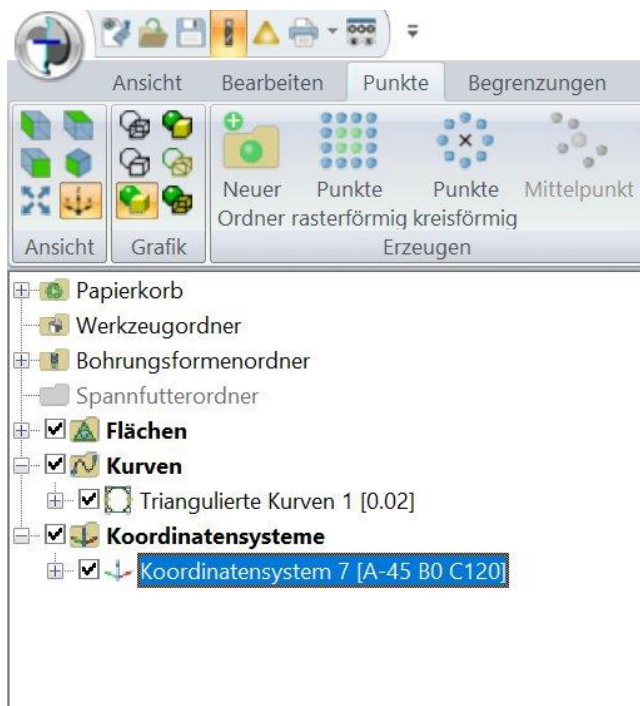 Ansicht Bearbeiten Punkte Begrenzungen
Neuer Punkte Punkte Mittelpunkt
Ordner rasterförmig kreisförmig
Ansicht Grafik Erzeugen
Papierkorb
Werkzeugordner
Bohrungsformenordner
Spannfutterordner
Flächen
Kurven
Triangulierte Kurven 1 [0.02]
Koordinatensysteme
Koordinatensystem 7 [A-45 B0 C120]